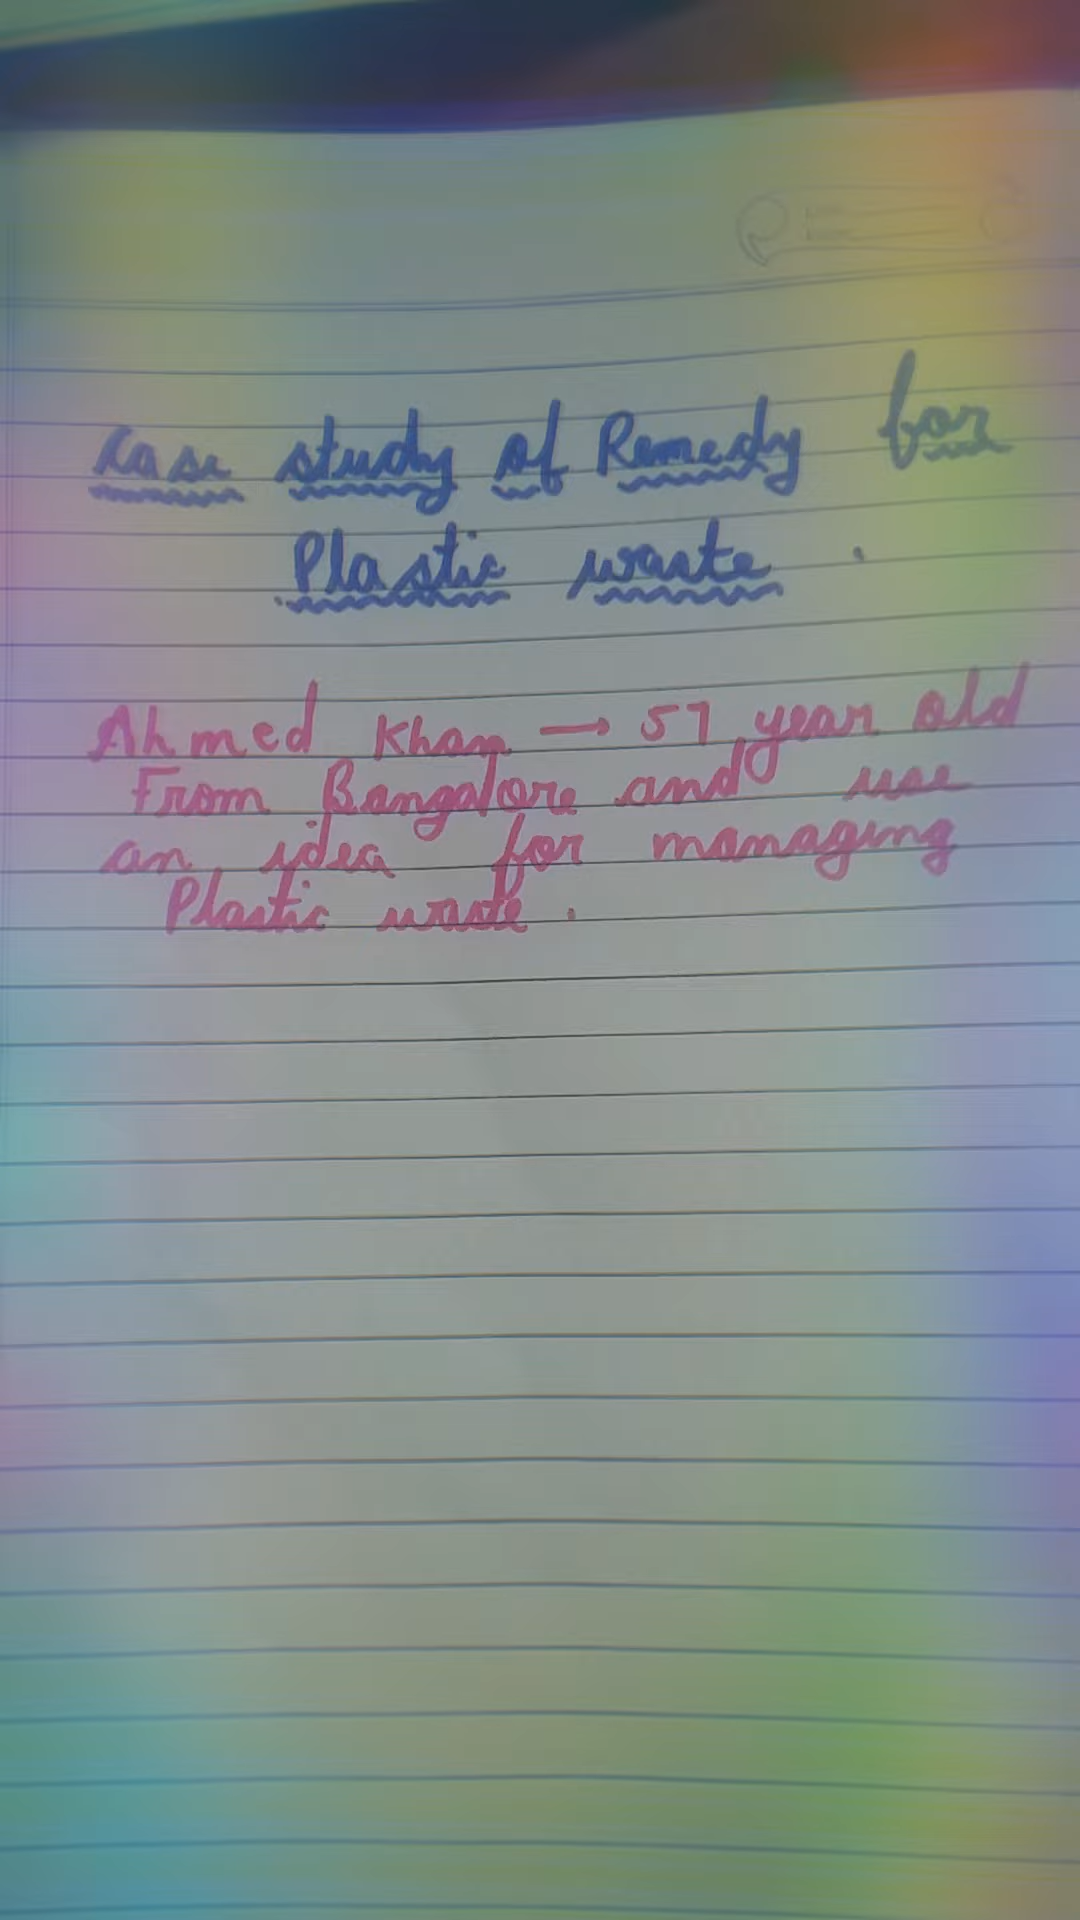 Case study of Remedy for
Plastic waste.
Ahmed Khan → 57 year old
From Bangalore and use
an idea for managing
Plastic waste.